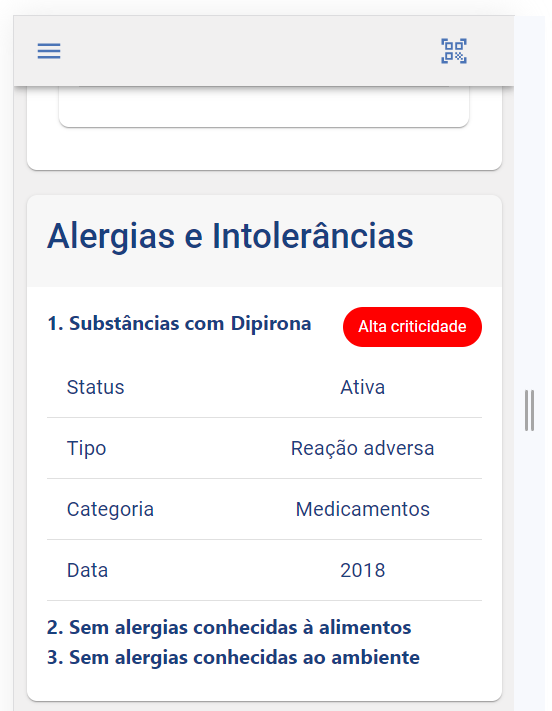 Alergias e Intolerâncias
1. Substâncias com Dipirona
Alta criticidade
Status Ativa
Tipo Reação adversa
Categoria Medicamentos
Data 2018
2. Sem alergias conhecidas à alimentos
3. Sem alergias conhecidas ao ambiente